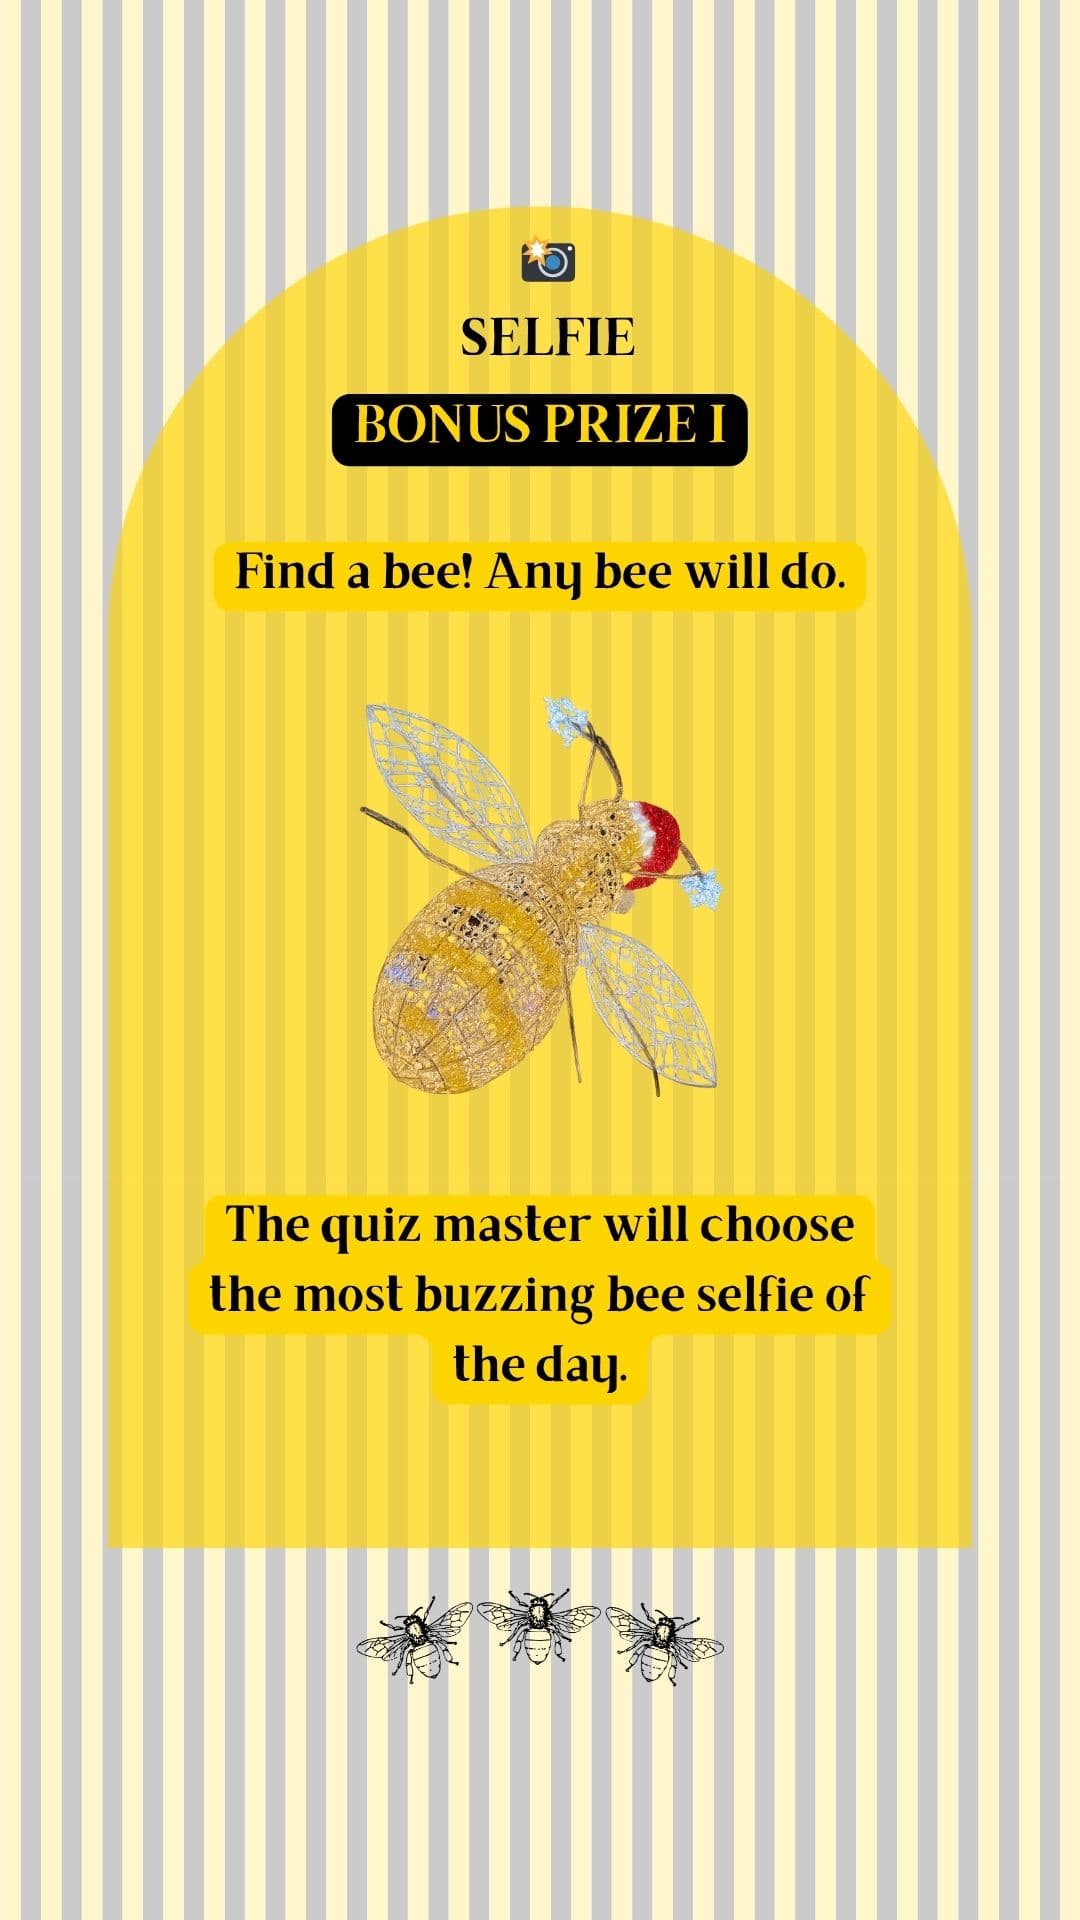 SELFIE
BONUS PRIZE I
Find a bee! Any bee will do.
The quiz master will choose
the most buzzing bee selfie of
the day.